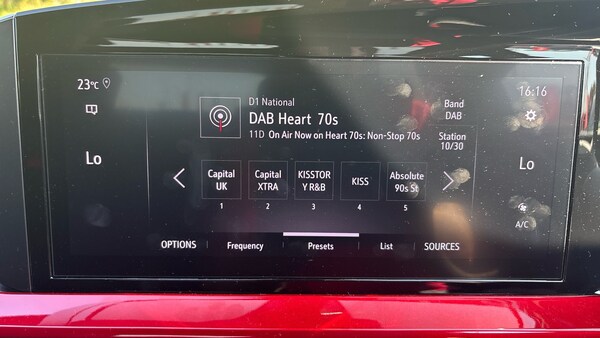 23°C
16:16
D1 National
DAB Heart 70s
11D On Air Now on Heart 70s: Non-Stop 70s
Band
DAB
Station
10/30
Lo
Lo
Capital
UK
Capital
XTRA
KISSTOR
Y R&B
KISS
Absolute
90s St
1
2
3
4
5
A/C
OPTIONS
Frequency
Presets
List
SOURCES